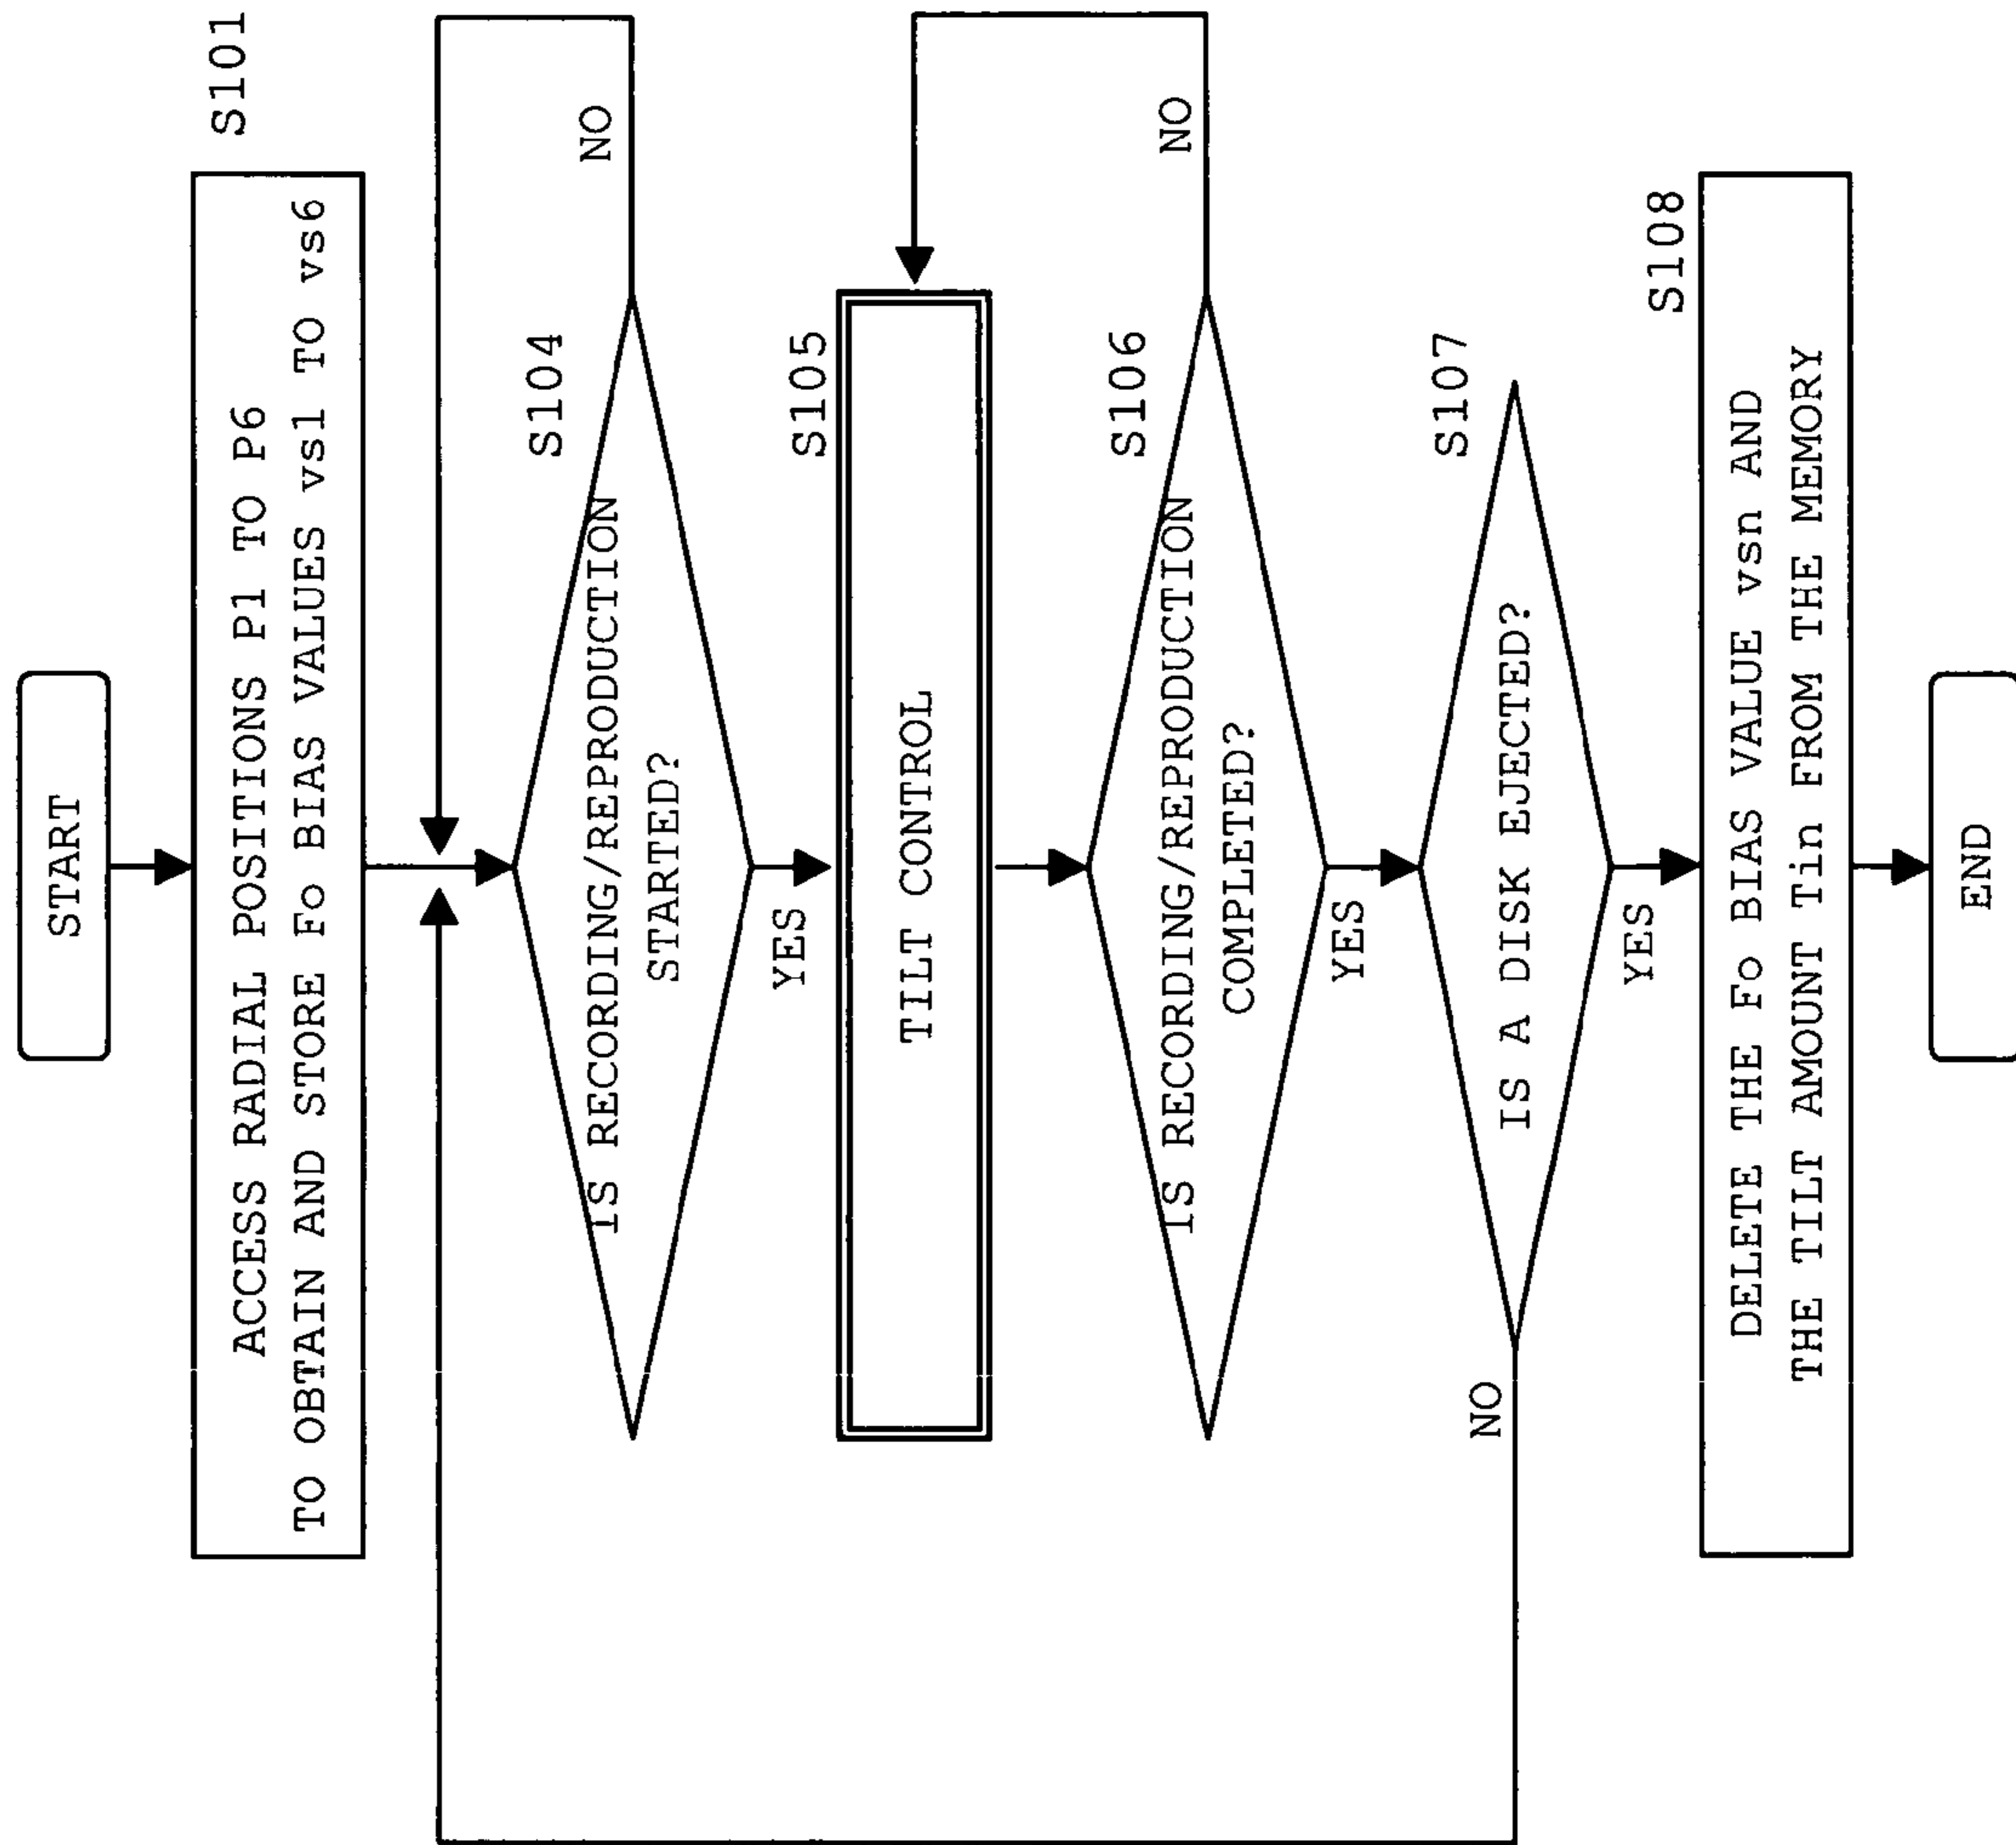 START
S101
ACCESS RADIAL POSITIONS P1 TO P6
TO OBTAIN AND STORE Fo BIAS VALUES vs1 TO vs6
S104
IS RECORDING/REPRODUCTION
STARTED?
NO
YES
S105
TILT CONTROL
S106
IS RECORDING/REPRODUCTION
COMPLETED?
NO
YES
S107
IS A DISK EJECTED?
NO
YES
S108
DELETE THE Fo BIAS VALUE vsn AND
THE TILT AMOUNT Tin FROM THE MEMORY
END